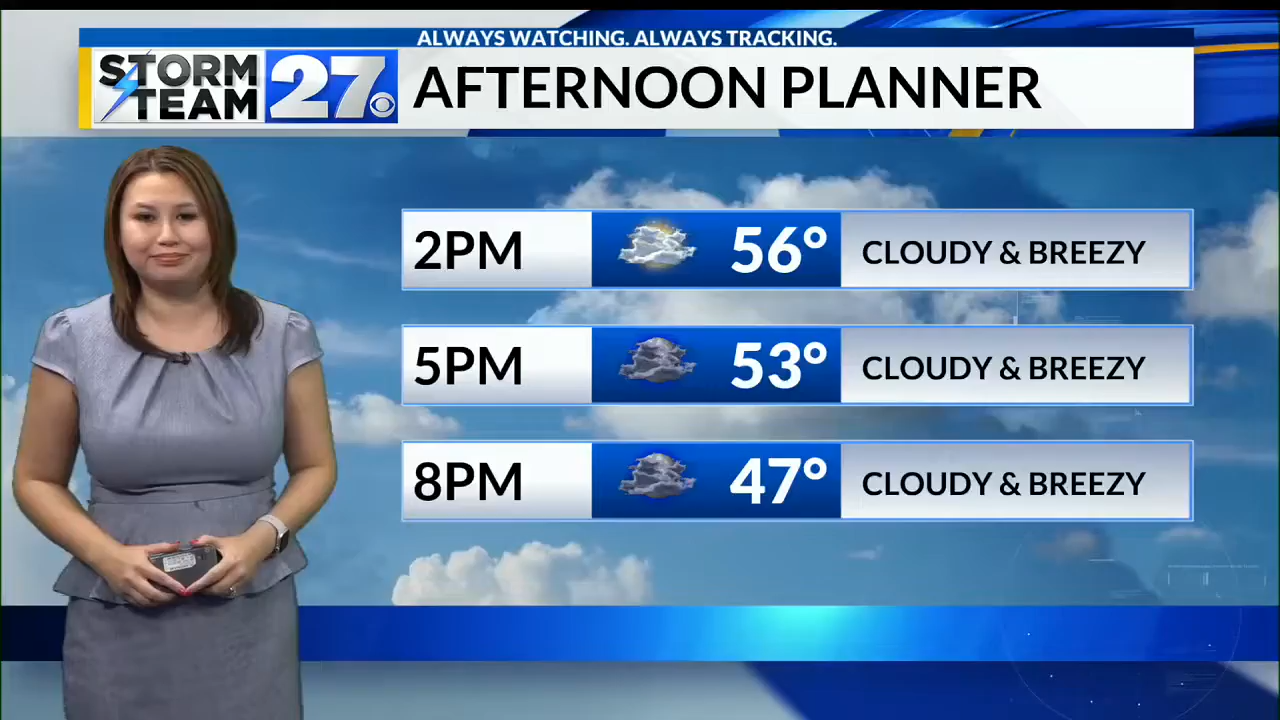 ALWAYS WATCHING. ALWAYS TRACKING.
STORM TEAM 27 AFTERNOON PLANNER
2PM 56° CLOUDY & BREEZY
5PM 53° CLOUDY & BREEZY
8PM 47° CLOUDY & BREEZY